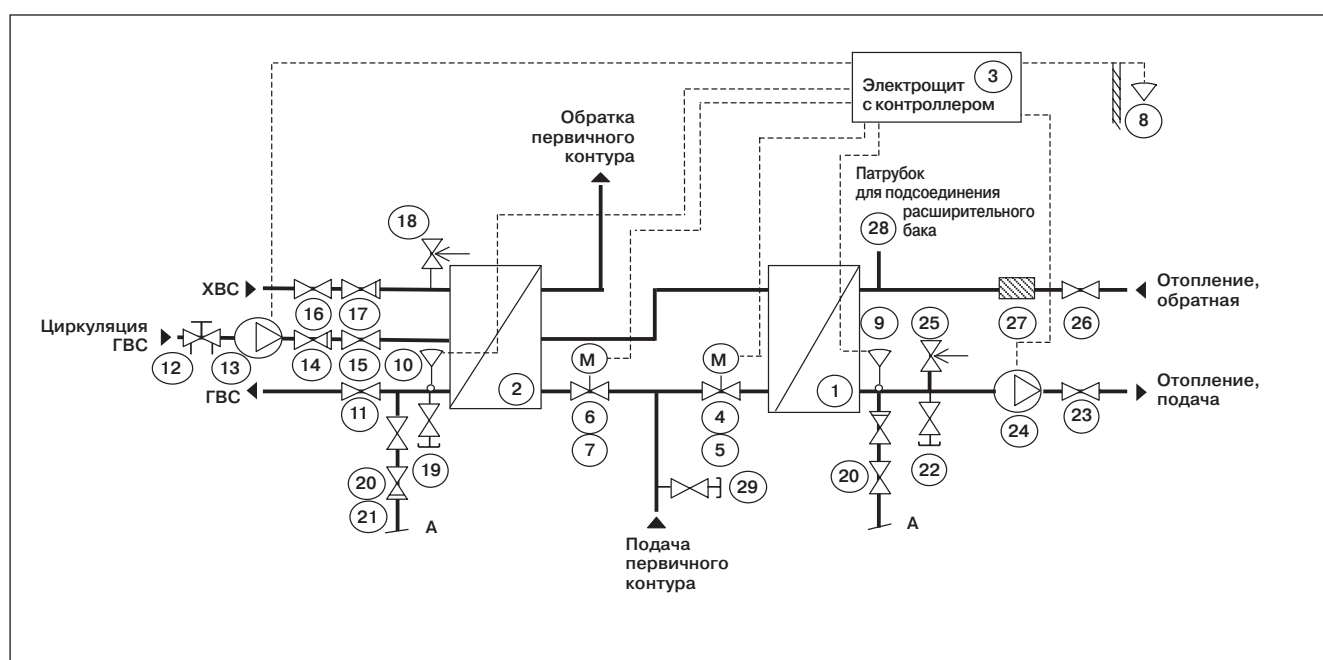 Электрощит
с контроллером
3
8
Обратка
первичного
контура
Патрубок
для подсоединения
расширительного
бака
28
18
ХВС
16
17
Отопление,
обратная
Циркуляция
ГВС
12
13
14
15
10
9
25
27
26
М
М
ГВС
11
2
6
7
4
5
1
24
23
Отопление,
подача
19
20
21
А
29
20
22
А
Подача
первичного
контура